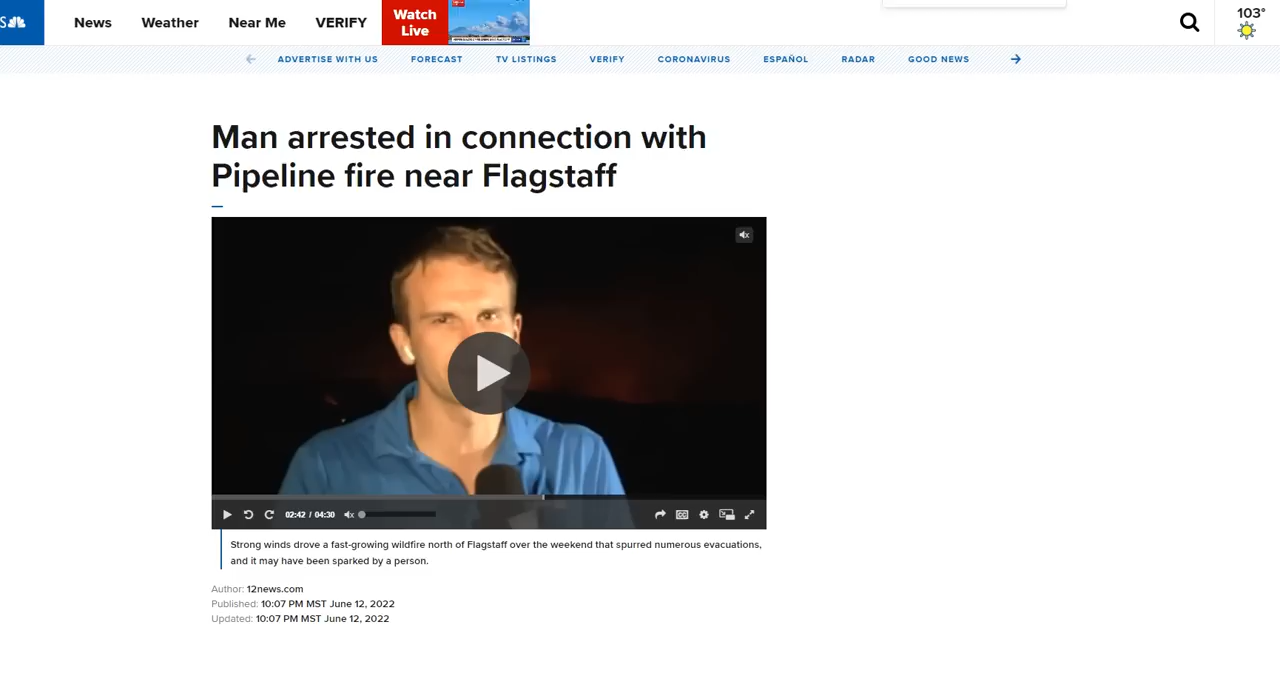 S
News
Weather
Near Me
VERIFY
Watch
Live
103°
ADVERTISE WITH US
FORECAST
TV LISTINGS
VERIFY
CORONAVIRUS
ESPAÑOL
RADAR
GOOD NEWS
Man arrested in connection with
Pipeline fire near Flagstaff
02:42 / 04:30
Strong winds drove a fast-growing wildfire north of Flagstaff over the weekend that spurred numerous evacuations,
and it may have been sparked by a person.
Author: 12news.com
Published: 10:07 PM MST June 12, 2022
Updated: 10:07 PM MST June 12, 2022